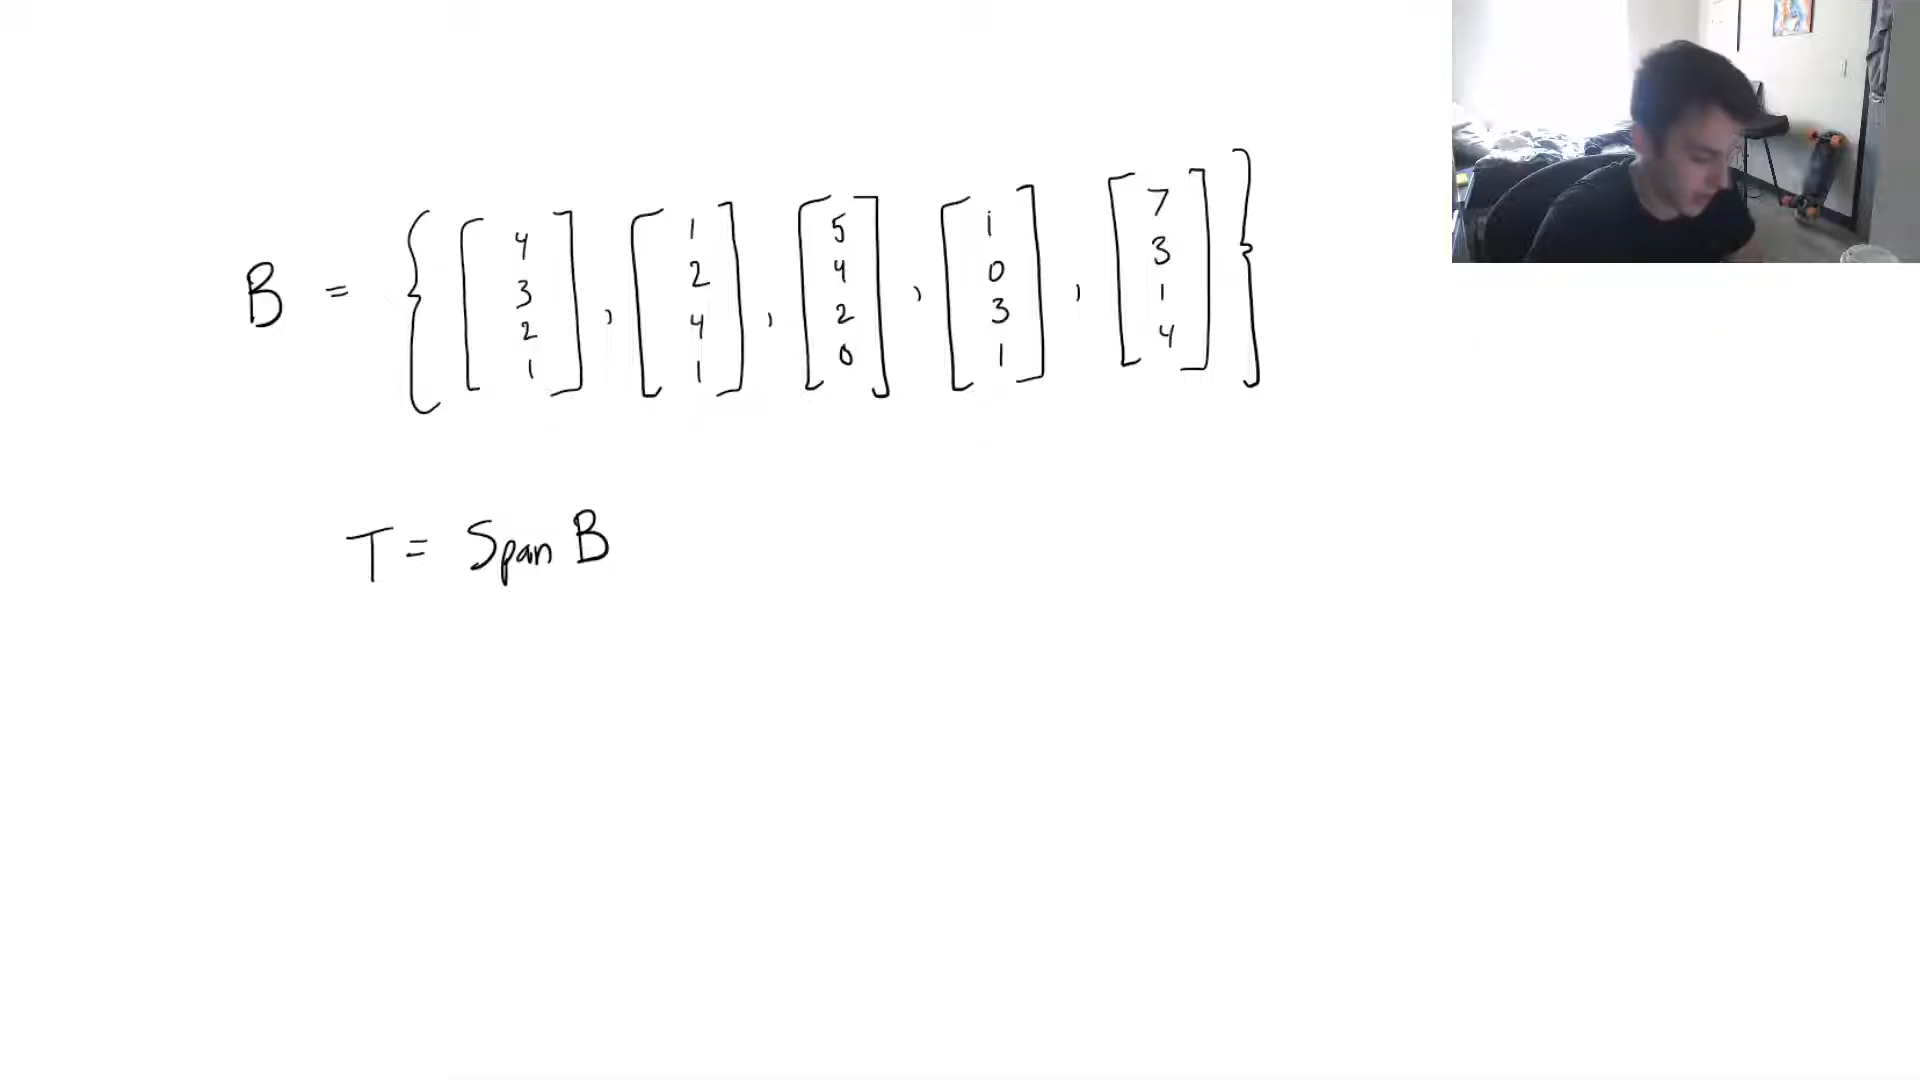 B = { [4 3 2 1], [1 2 4 1], [5 4 2 0], [1 0 3 1], [7 3 1 4] }
T = Span B